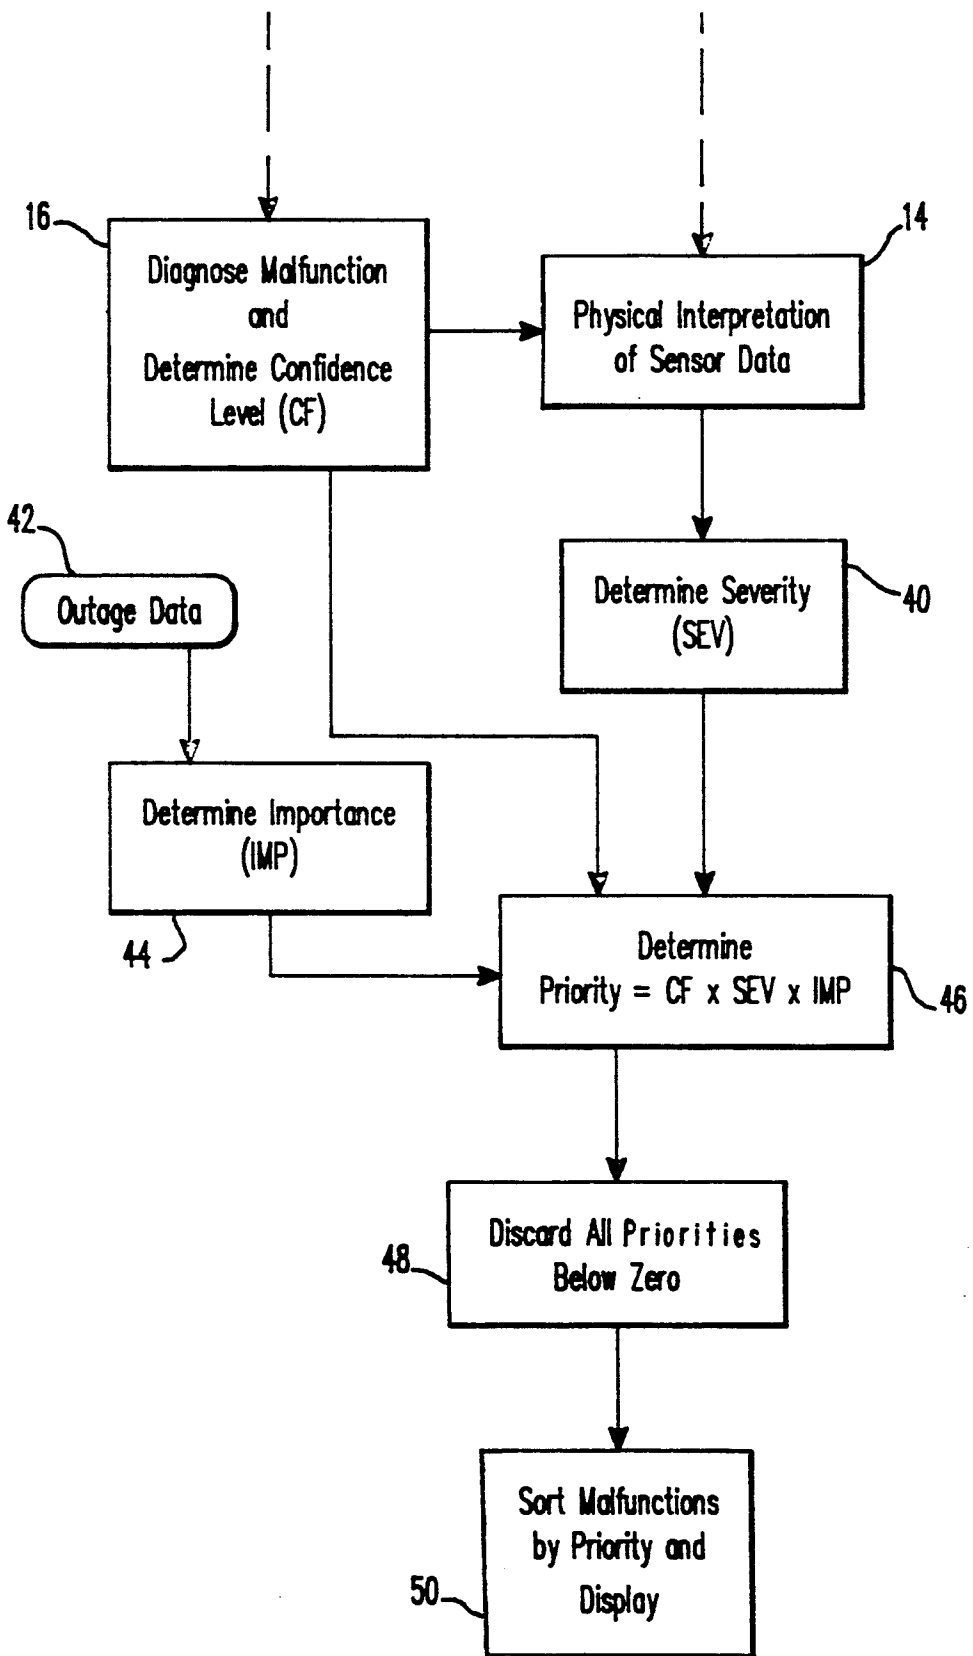 16
Diagnose Malfunction
and
Determine Confidence
Level (CF)
14
Physical Interpretation
of Sensor Data
42
Outage Data
Determine Severity
(SEV)
40
Determine Importance
(IMP)
44
Determine
Priority = CF x SEV x IMP
46
Discard All Priorities
Below Zero
48
Sort Malfunctions
by Priority and
Display
50